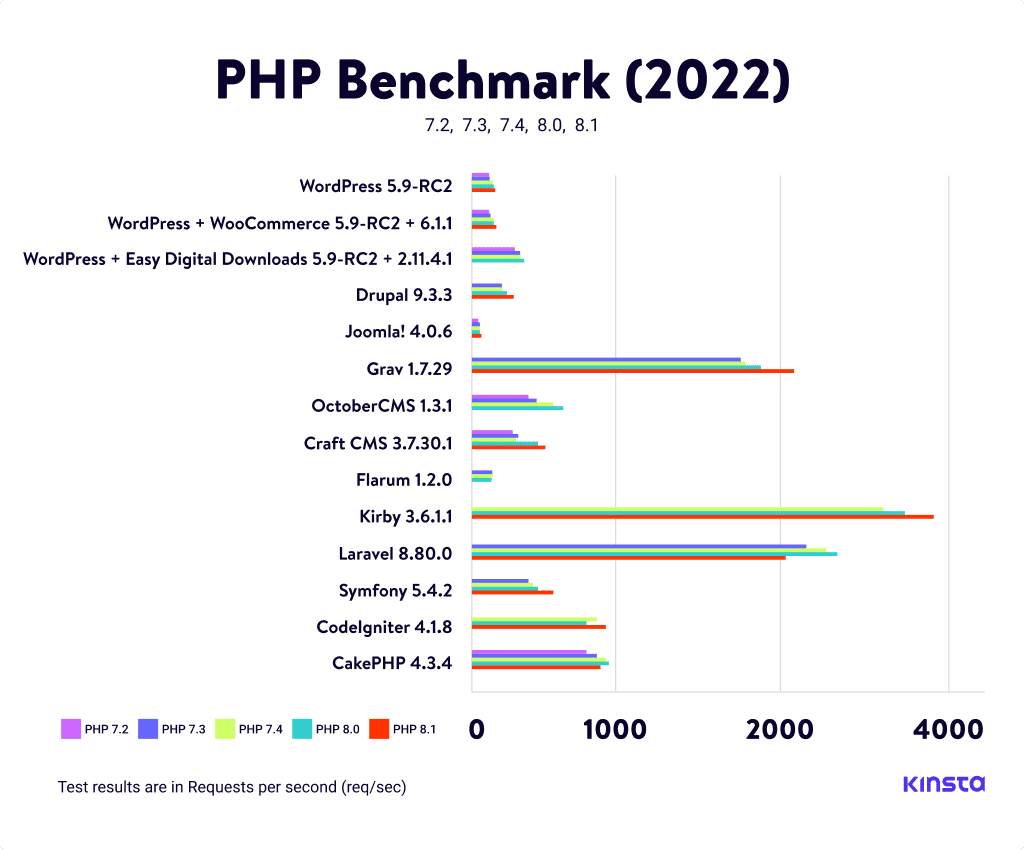 PHP Benchmark (2022)
7.2, 7.3, 7.4, 8.0, 8.1
WordPress 5.9-RC2
WordPress + WooCommerce 5.9-RC2 + 6.1.1
WordPress + Easy Digital Downloads 5.9-RC2 + 2.11.4.1
Drupal 9.3.3
Joomla! 4.0.6
Grav 1.7.29
OctoberCMS 1.3.1
Craft CMS 3.7.30.1
Flarum 1.2.0
Kirby 3.6.1.1
Laravel 8.80.0
Symfony 5.4.2
CodeIgniter 4.1.8
CakePHP 4.3.4
0 1000 2000 4000
PHP 7.2 PHP 7.3 PHP 7.4 PHP 8.0 PHP 8.1
Test results are in Requests per second (req/sec)
KINSTA